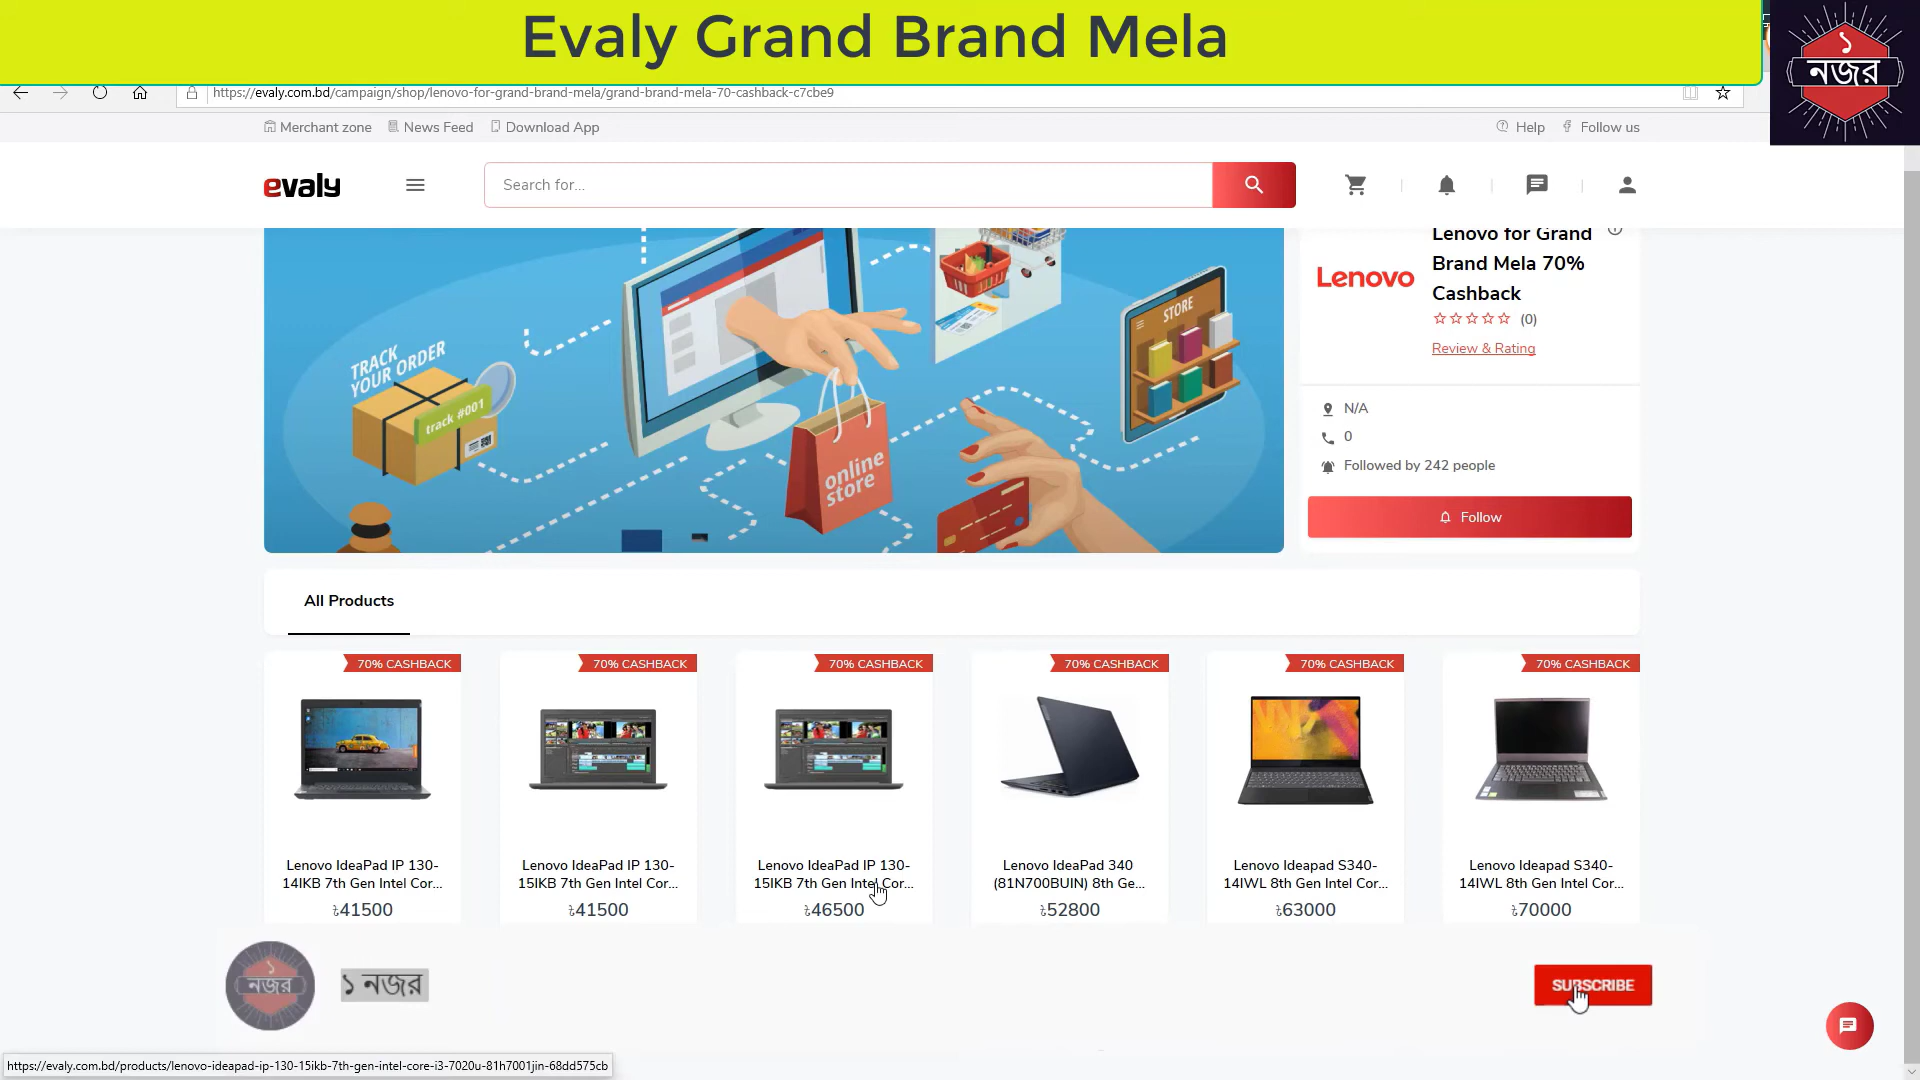 Evaly Grand Brand Mela
১
নজর
https://evaly.com.bd/campaign/shop/lenovo-for-grand-brand-mela/grand-brand-mela-70-cashback-c7cbe9
Merchant zone News Feed Download App Help Follow us
evaly
Search for...
Lenovo for Grand
Brand Mela 70%
Cashback
Lenovo
(0)
Review & Rating
TRACK
YOUR ORDER
track #001
online
store
STORE
N/A
0
Followed by 242 people
Follow
All Products
70% CASHBACK 70% CASHBACK 70% CASHBACK 70% CASHBACK 70% CASHBACK 70% CASHBACK
Lenovo IdeaPad IP 130-
14IKB 7th Gen Intel Cor...
৳41500
Lenovo IdeaPad IP 130-
15IKB 7th Gen Intel Cor...
৳41500
Lenovo IdeaPad IP 130-
15IKB 7th Gen Intel Cor...
৳46500
Lenovo IdeaPad 340
(81N700BUIN) 8th Ge...
৳52800
Lenovo Ideapad S340-
14IWL 8th Gen Intel Cor...
৳63000
Lenovo Ideapad S340-
14IWL 8th Gen Intel Cor...
৳70000
১
নজর
১ নজর
SUBSCRIBE
https://evaly.com.bd/products/lenovo-ideapad-ip-130-15ikb-7th-gen-intel-core-i3-7020u-81h7001jin-68dd575cb